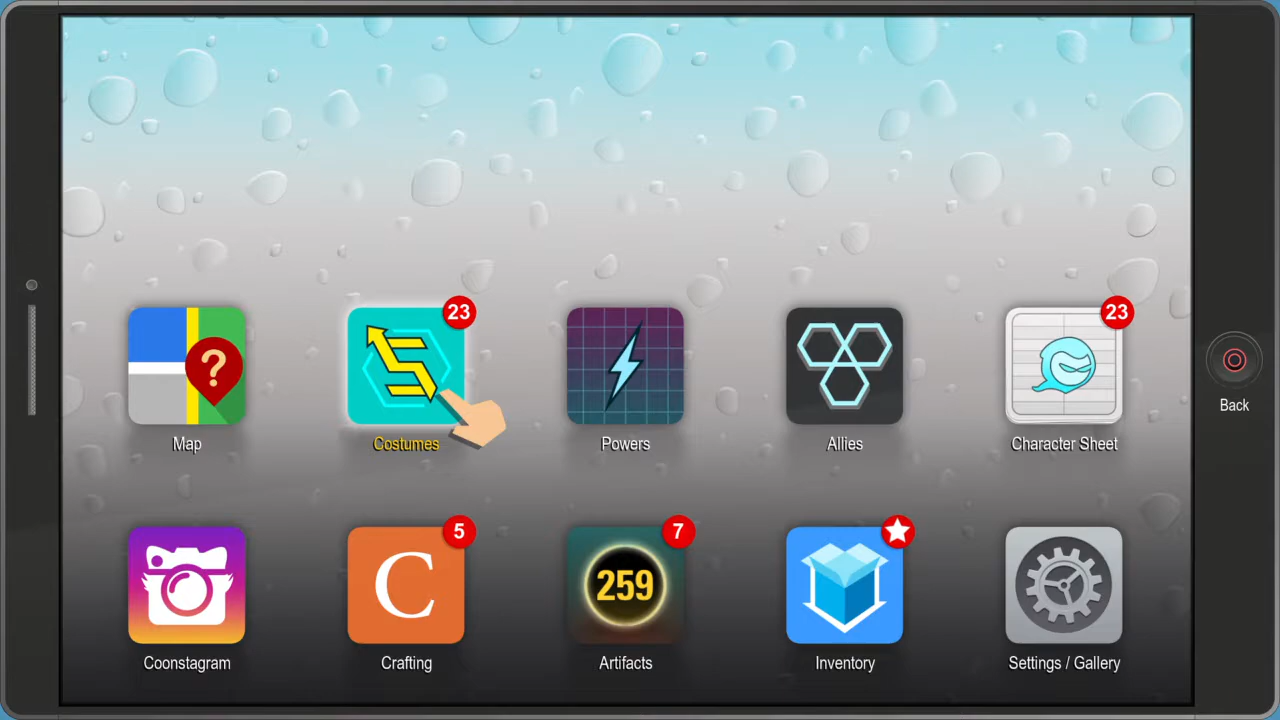 23
23
?
Map
Costumes
Powers
Allies
Character Sheet
Back
5
7
C
259
Coonstagram
Crafting
Artifacts
Inventory
Settings / Gallery